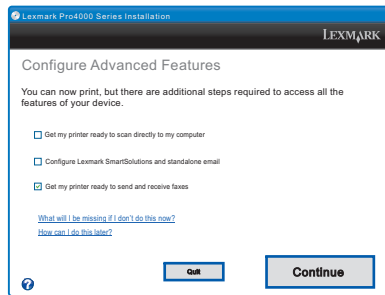 Lexmark Pro4000 Series Installation
LEXMARK
Configure Advanced Features
You can now print, but there are additional steps required to access all the
features of your device.
Get my printer ready to scan directly to my computer
Configure Lexmark SmartSolutions and standalone email
Get my printer ready to send and receive faxes
What will I be missing if I don't do this now?
How can I do this later?
Quit
Continue
?